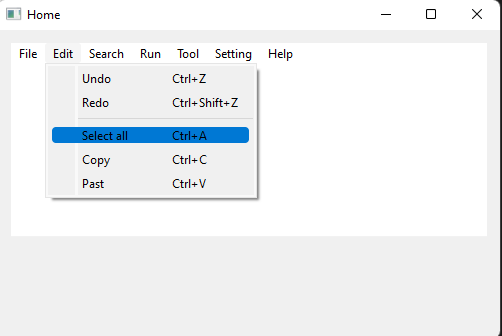 Home
File Edit Search Run Tool Setting Help
Undo Ctrl+Z
Redo Ctrl+Shift+Z
Select all Ctrl+A
Copy Ctrl+C
Past Ctrl+V